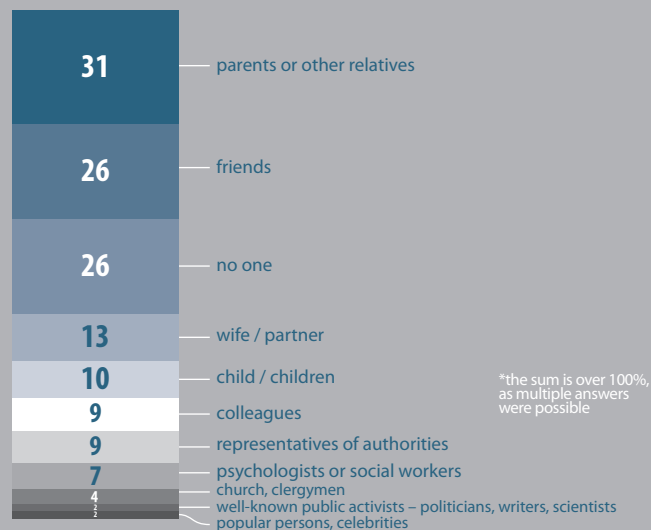 31 parents or other relatives
26 friends
26 no one
13 wife / partner
10 child / children
*the sum is over 100%,
as multiple answers
were possible
9 colleagues
9 representatives of authorities
7 psychologists or social workers
4 church, clergymen
2 well-known public activists – politicians, writers, scientists
2 popular persons, celebrities